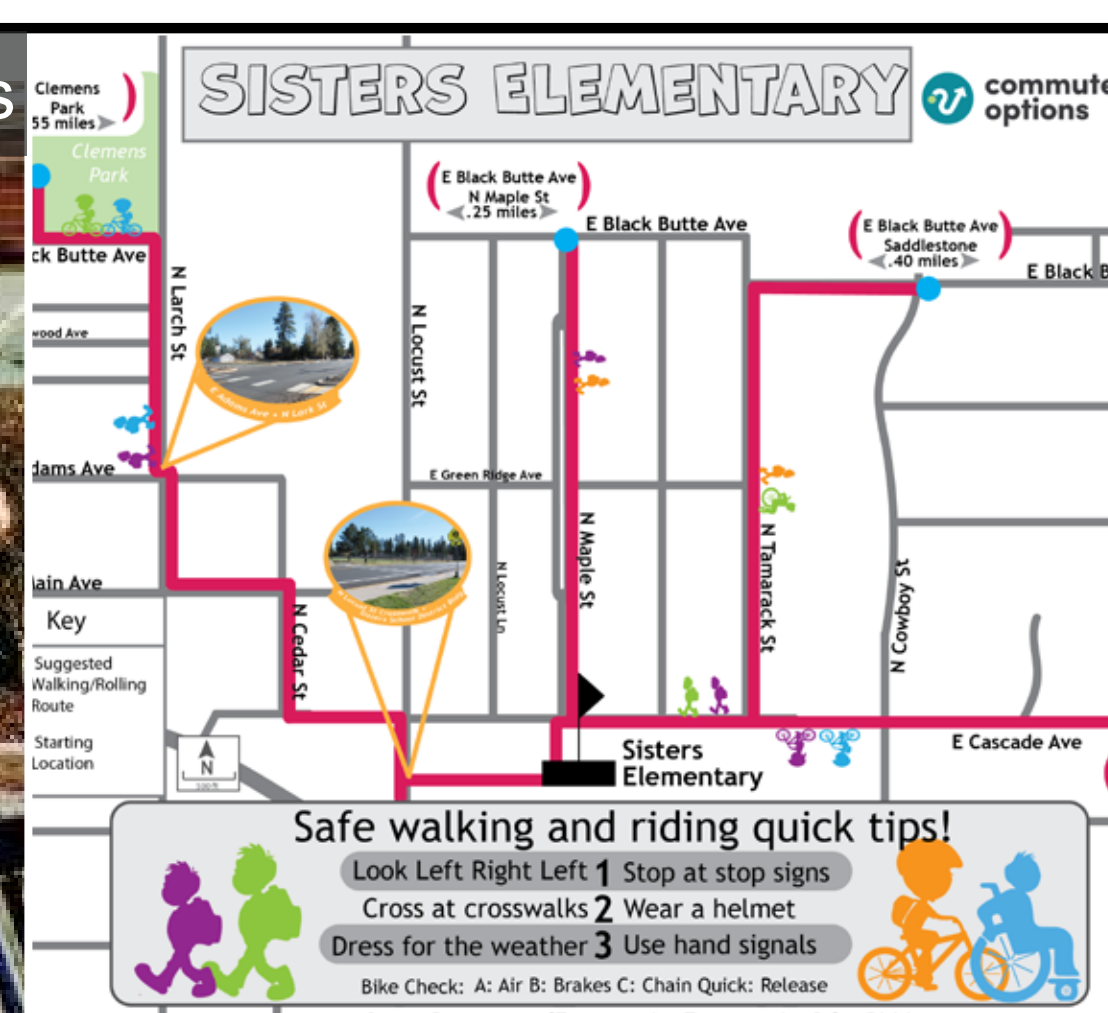 s
Clemens
Park
55 miles
Clemens
Park
SISTERS ELEMENTARY
commute
options
E Black Butte Ave
N Maple St
.25 miles
E Black Butte Ave
E Black Butte Ave
Saddlestone
.40 miles
ck Butte Ave
E Black B
N Larch St
wood Ave
N Locust St
E Adams Ave + N Lark St
dams Ave
E Green Ridge Ave
N Maple St
N Tamarack St
N Locust Ln
N Cowboy St
ain Ave
N Cedar St
Key
Suggested
Walking/Rolling
Route
Starting
Location
N
E Cascade Ave
Sisters
Elementary
Safe walking and riding quick tips!
Look Left Right Left 1 Stop at stop signs
Cross at crosswalks 2 Wear a helmet
Dress for the weather 3 Use hand signals
Bike Check: A: Air B: Brakes C: Chain Quick: Release